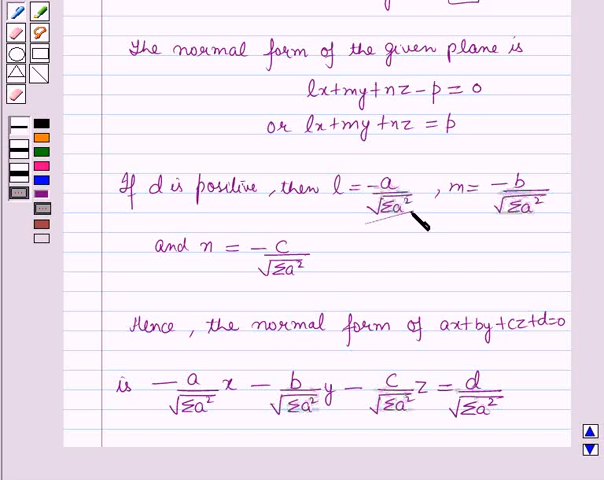 The normal form of the given plane is
lx+my+nz-p=0
or lx+my+nz=p
If d is positive, then l = -a/√Σa², m = -b/√Σa²
and n = -c/√Σa²
Hence, the normal form of ax+by+cz+d=0
is -a/√Σa² x - b/√Σa² y - c/√Σa² z = d/√Σa²